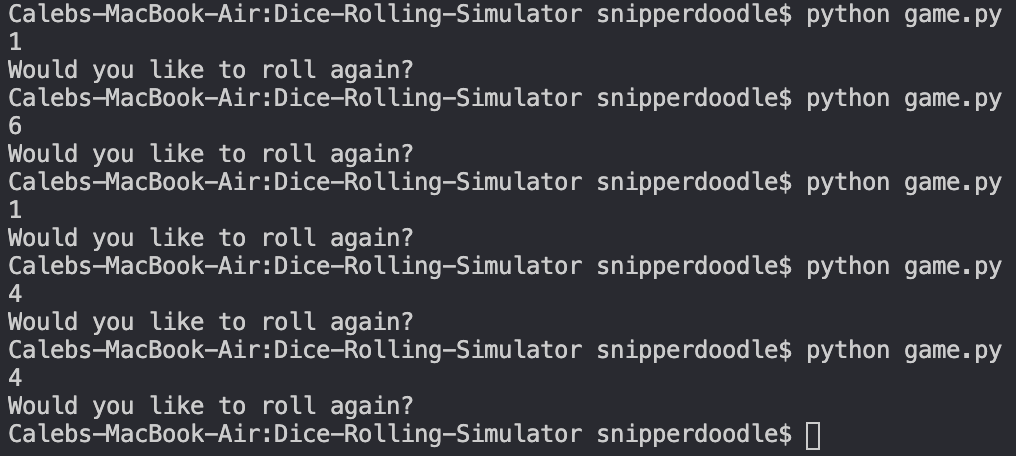 Calebs-MacBook-Air:Dice-Rolling-Simulator snipperdoodle$ python game.py
1
Would you like to roll again?
Calebs-MacBook-Air:Dice-Rolling-Simulator snipperdoodle$ python game.py
6
Would you like to roll again?
Calebs-MacBook-Air:Dice-Rolling-Simulator snipperdoodle$ python game.py
1
Would you like to roll again?
Calebs-MacBook-Air:Dice-Rolling-Simulator snipperdoodle$ python game.py
4
Would you like to roll again?
Calebs-MacBook-Air:Dice-Rolling-Simulator snipperdoodle$ python game.py
4
Would you like to roll again?
Calebs-MacBook-Air:Dice-Rolling-Simulator snipperdoodle$